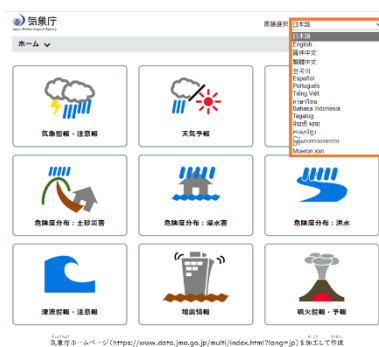 気象庁
Japan Meteorological Agency
言語選択
日本語
ホーム
日本語
English
简体中文
繁體中文
한국어
Español
Português
Tiếng Việt
ภาษาไทย
Bahasa Indonesia
Tagalog
नेपाली भाषा
ភាសាខ្មែរ
Монгол хэл
気象警報・注意報
天気予報
危険度分布：土砂災害
危険度分布：浸水害
危険度分布：洪水
津波警報・注意報
地震情報
噴火警報・予報
気象庁ホームページ(https://www.data.jma.go.jp/multi/index.html?lang=jp)を加工して作成